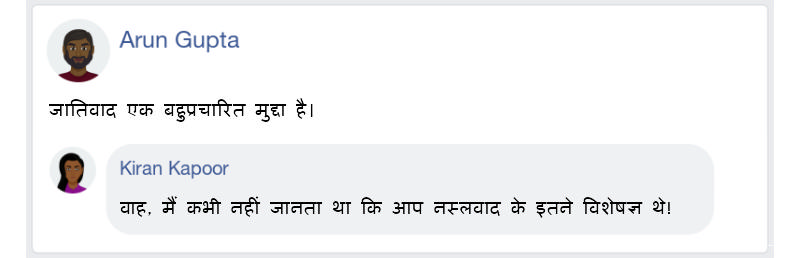 Arun Gupta
जातिवाद एक बहुप्रचारित मुद्दा है।
Kiran Kapoor
वाह, मैं कभी नहीं जानता था कि आप नस्लवाद के इतने विशेषज्ञ थे!